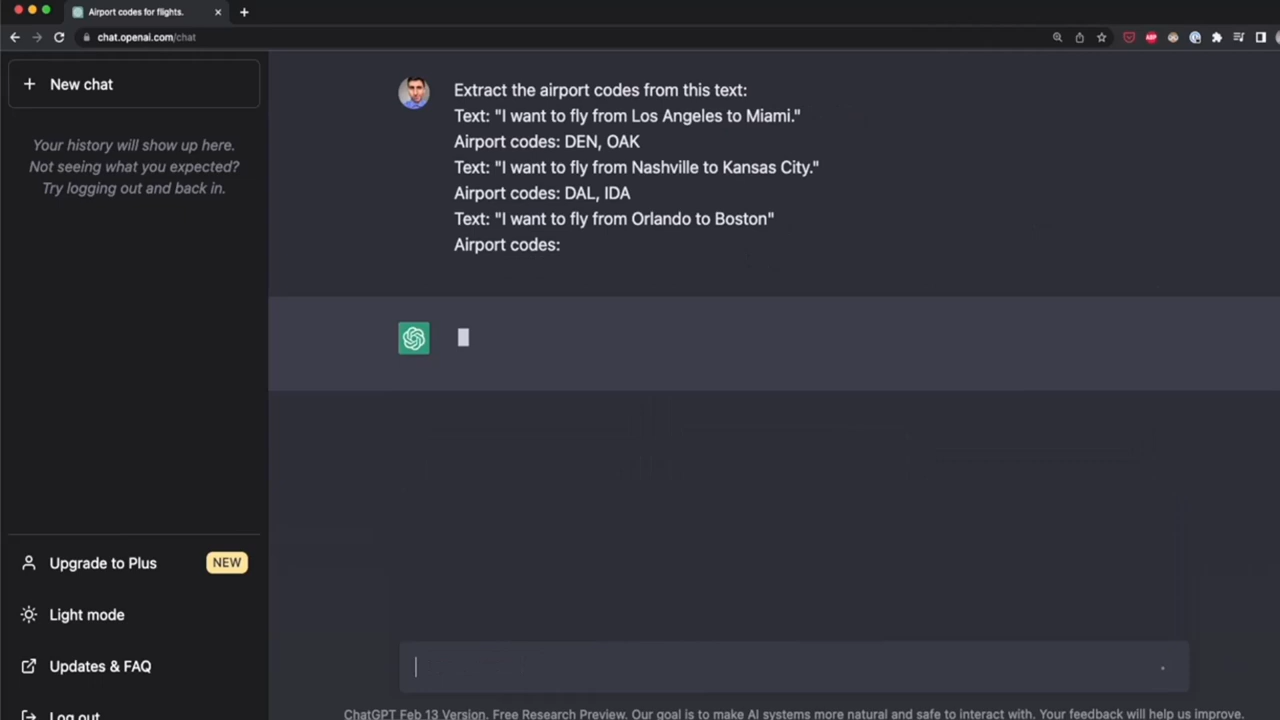 Airport codes for flights.
chat.openai.com/chat
New chat
Your history will show up here.
Not seeing what you expected?
Try logging out and back in.
Extract the airport codes from this text:
Text: "I want to fly from Los Angeles to Miami."
Airport codes: DEN, OAK
Text: "I want to fly from Nashville to Kansas City."
Airport codes: DAL, IDA
Text: "I want to fly from Orlando to Boston"
Airport codes:
Upgrade to Plus NEW
Light mode
Updates & FAQ
Log out
ChatGPT Feb 13 Version. Free Research Preview. Our goal is to make AI systems more natural and safe to interact with. Your feedback will help us improve.